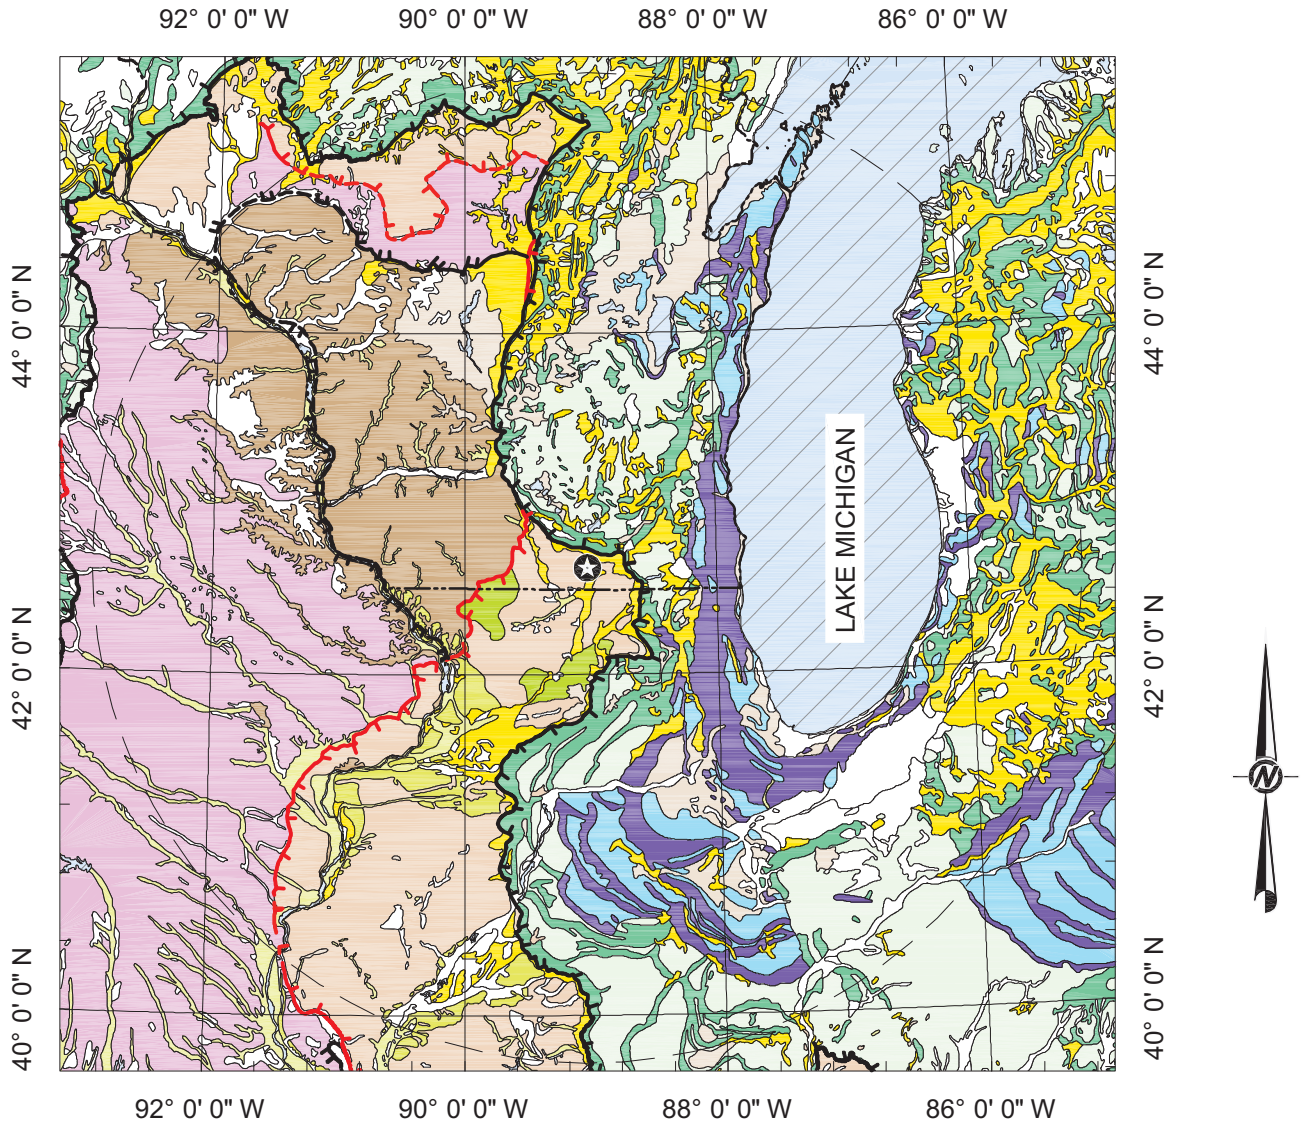 92° 0' 0" W
90° 0' 0" W
88° 0' 0" W
86° 0' 0" W
44° 0' 0" N
44° 0' 0" N
LAKE MICHIGAN
42° 0' 0" N
42° 0' 0" N
N
40° 0' 0" N
40° 0' 0" N
92° 0' 0" W
90° 0' 0" W
88° 0' 0" W
86° 0' 0" W